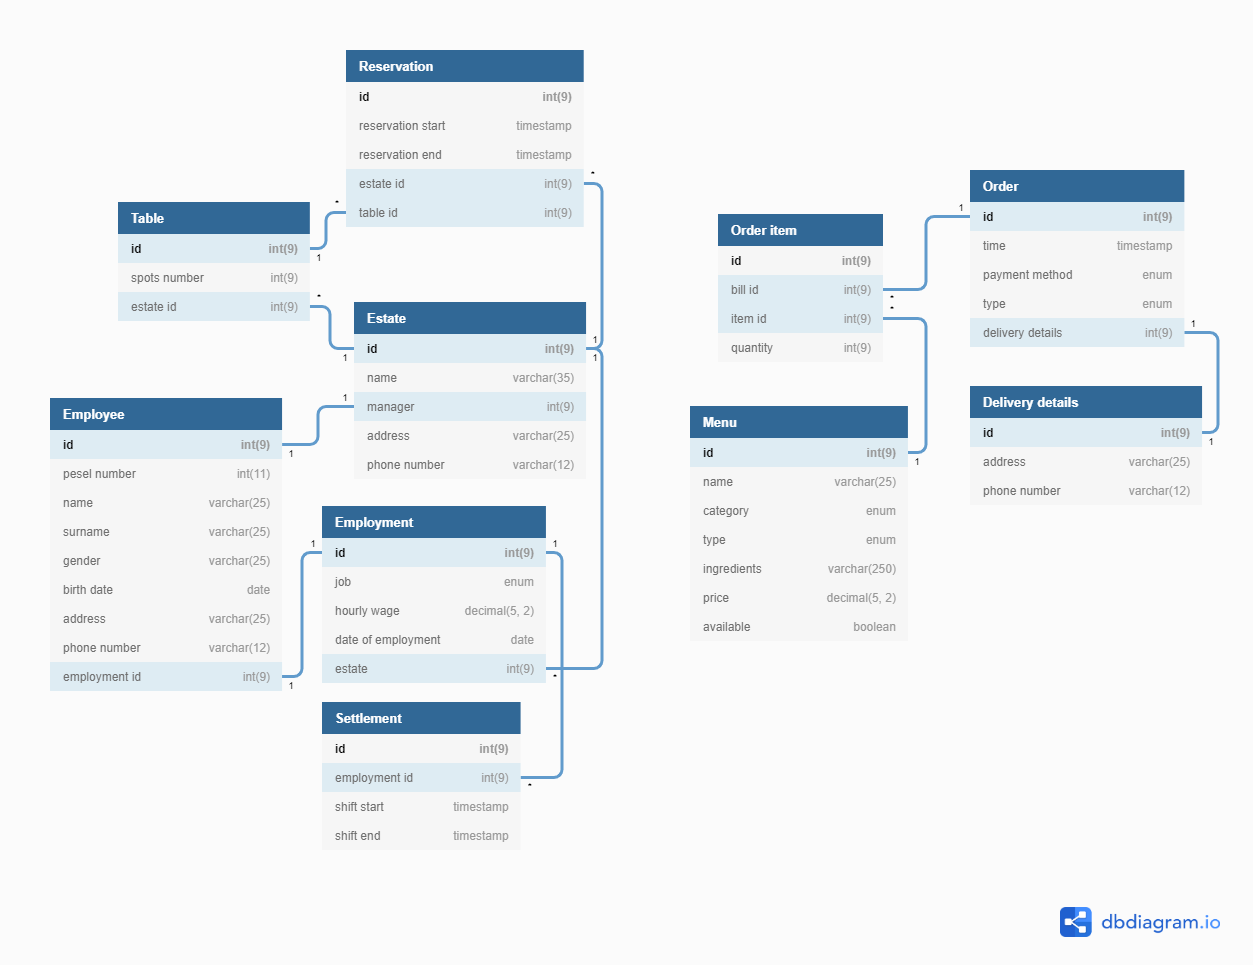 Reservation
id int(9)
reservation start timestamp
reservation end timestamp
estate id int(9)
table id int(9)
*
*
1
Table
id int(9)
spots number int(9)
estate id int(9)
*
1
Estate
id int(9)
name varchar(35)
manager int(9)
address varchar(25)
phone number varchar(12)
1
1
1
1
Employee
id int(9)
pesel number int(11)
name varchar(25)
surname varchar(25)
gender varchar(25)
birth date date
address varchar(25)
phone number varchar(12)
employment id int(9)
1
1
1
Employment
id int(9)
job enum
hourly wage decimal(5, 2)
date of employment date
estate int(9)
*
Settlement
id int(9)
employment id int(9)
shift start timestamp
shift end timestamp
*
Order item
id int(9)
bill id int(9)
item id int(9)
quantity int(9)
*
*
Menu
id int(9)
name varchar(25)
category enum
type enum
ingredients varchar(250)
price decimal(5, 2)
available boolean
1
1
Order
id int(9)
time timestamp
payment method enum
type enum
delivery details int(9)
1
Delivery details
id int(9)
address varchar(25)
phone number varchar(12)
1
dbdiagram.io